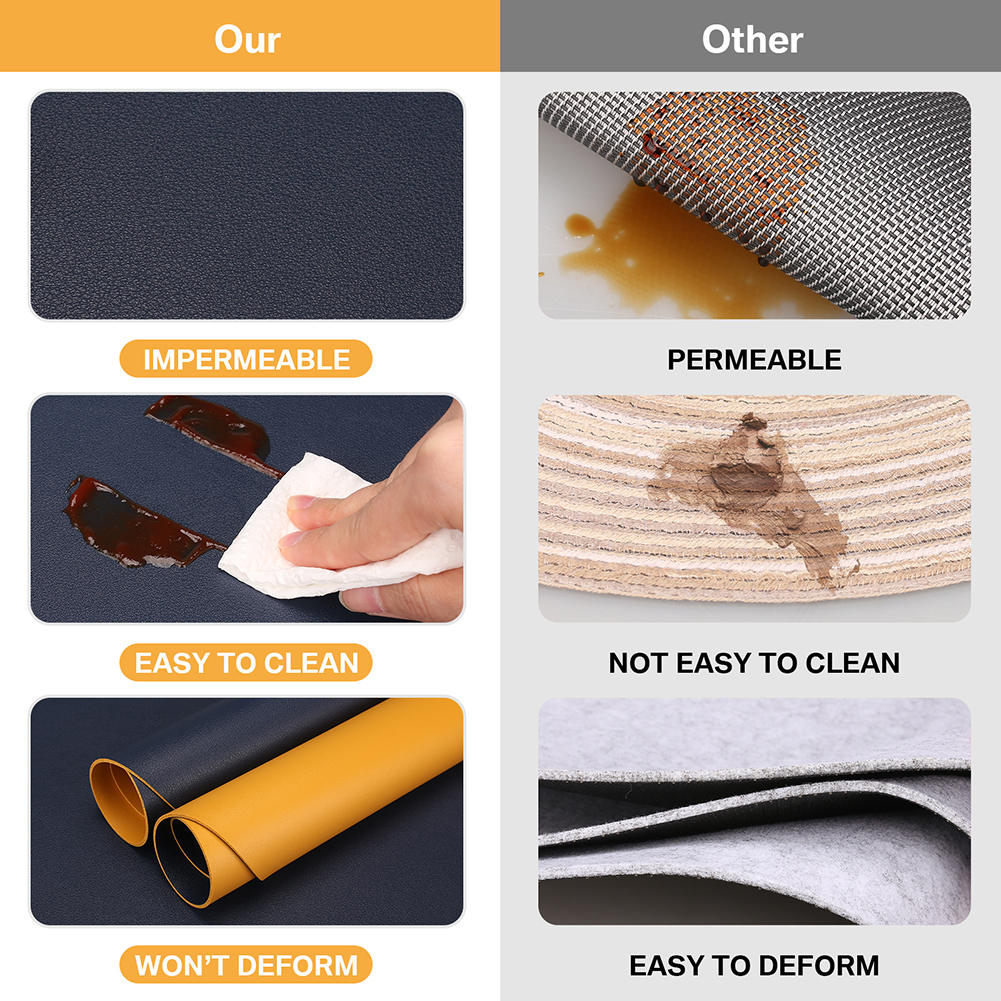 Our
Other
IMPERMEABLE
PERMEABLE
EASY TO CLEAN
NOT EASY TO CLEAN
WON'T DEFORM
EASY TO DEFORM